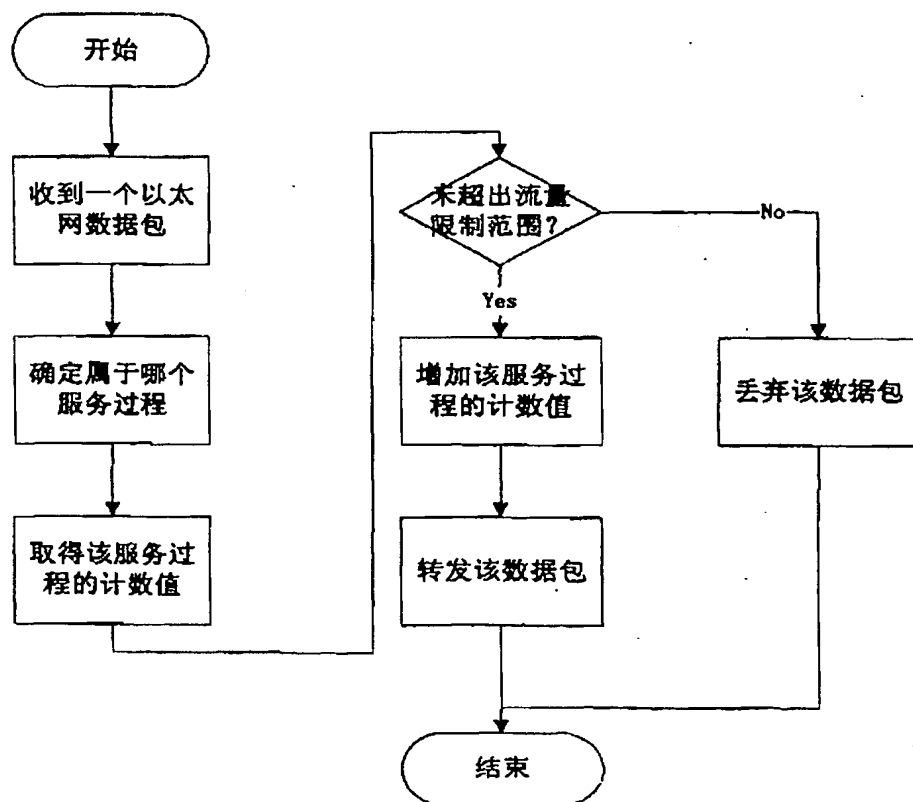 开始
收到一个以太
网数据包
确定属于哪个
服务过程
取得该服务过
程的计数值
未超出流量
限制范围?
No
Yes
增加该服务过
程的计数值
丢弃该数据包
转发该数据包
结束